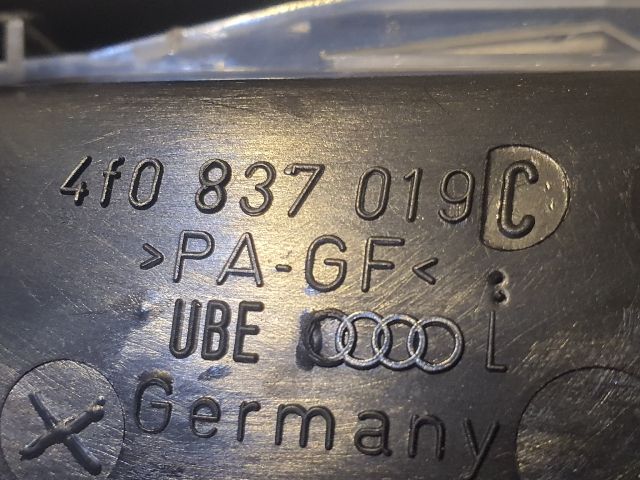 4f0 837 019 C
>PA-GF<
UBE L
Germany